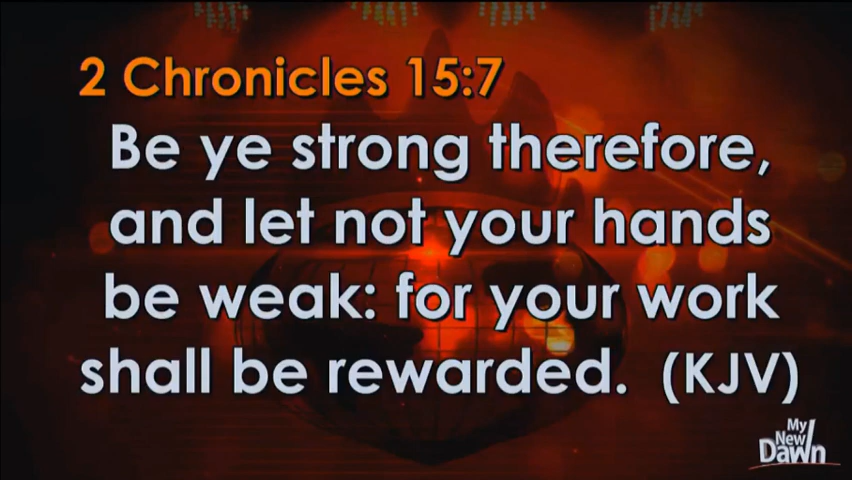 2 Chronicles 15:7
Be ye strong therefore,
and let not your hands
be weak: for your work
shall be rewarded.  (KJV)
My
New
Dawn